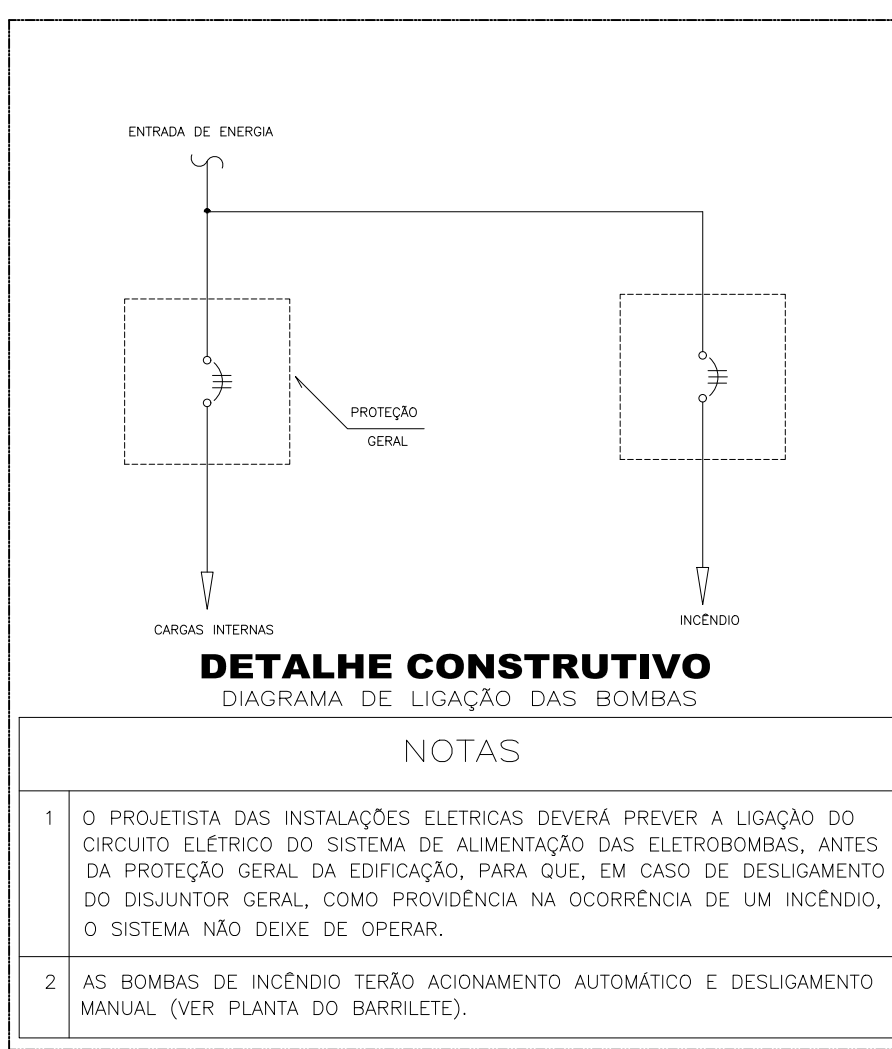 ENTRADA DE ENERGIA
PROTEÇÃO
GERAL
CARGAS INTERNAS
INCÊNDIO
DETALHE CONSTRUTIVO
DIAGRAMA DE LIGAÇÃO DAS BOMBAS
NOTAS
1 O PROJETISTA DAS INSTALAÇÕES ELETRICAS DEVERÁ PREVER A LIGAÇÀO DO
CIRCUITO ELÉTRICO DO SISTEMA DE ALIMENTAÇÃO DAS ELETROBOMBAS, ANTES
DA PROTEÇÃO GERAL DA EDIFICAÇÃO, PARA QUE, EM CASO DE DESLIGAMENTO
DO DISJUNTOR GERAL, COMO PROVIDÊNCIA NA OCORRÊNCIA DE UM INCÊNDIO,
O SISTEMA NÃO DEIXE DE OPERAR.
2 AS BOMBAS DE INCÊNDIO TERÃO ACIONAMENTO AUTOMÁTICO E DESLIGAMENTO
MANUAL (VER PLANTA DO BARRILETE).